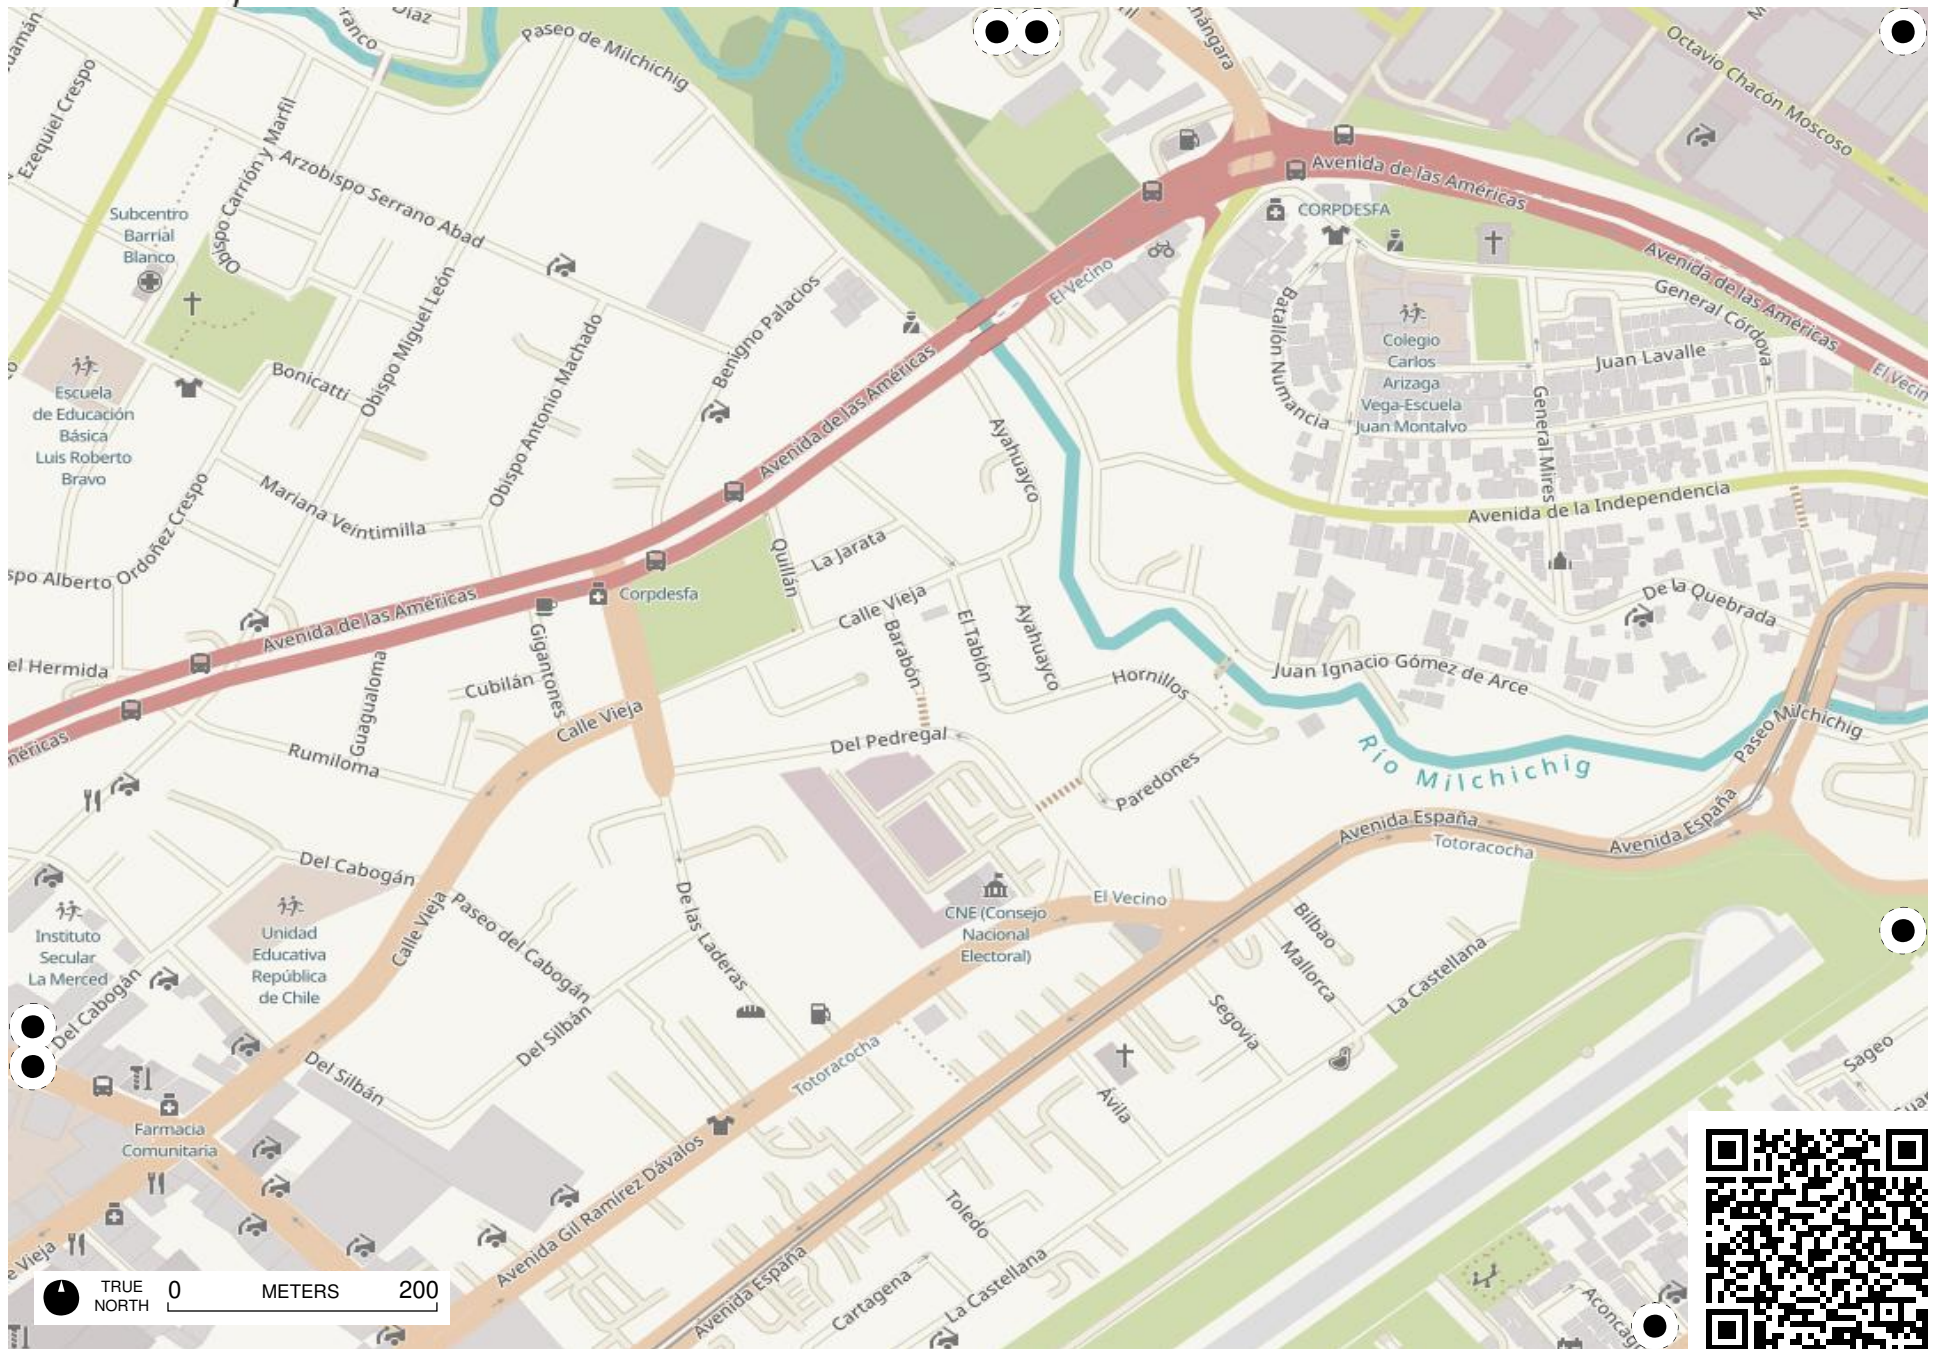 Paseo de Milchichig
Octavio Chacón Moscoso
Ezequiel Crespo
Obispo Carrión y Marfil
Arzobispo Serrano Abad
Avenida de las Américas
Subcentro
Barrial
Blanco
CORPDESFA
El Vecino
Avenida de las Américas
Obispo Miguel León
Benigno Palacios
Batallón Numancia
General Córdova
Colegio
Carlos
Arizaga
Vega-Escuela
Juan Montalvo
Juan Lavalle
Obispo Antonio Machado
Bonicatti
Escuela
de Educación
Básica
Luis Roberto
Bravo
Avenida de las Américas
General Mires
Ayahuayco
Mariana Veintimilla
Avenida de la Independencia
Ordoñez Crespo
Quillán
La Jarata
Corpdesfa
Calle Vieja
De la Quebrada
Avenida de las Américas
Gigantones
Barabón
El Tablón
Ayahuayco
Guagualoma
Cubilán
Hornillos
Juan Ignacio Gómez de Arce
Calle Vieja
Del Pedregal
Rumiloma
Paseo Milchichig
Río Milchichig
Paredones
Avenida España
Totoracocha
Avenida España
Del Cabogán
Calle Vieja
Paseo del Cabogán
De las Laderas
El Vecino
CNE (Consejo
Nacional
Electoral)
Bilbao
Mallorca
La Castellana
Instituto
Secular
La Merced
Unidad
Educativa
República
de Chile
Del Cabogán
Segovia
Del Silbán
Del Silbán
Totoracocha
Sageo
Ávila
Farmacia
Comunitaria
Avenida Gil Ramírez Dávalos
Toledo
Avenida España
Cartagena
La Castellana
TRUE
NORTH
0 METERS 200